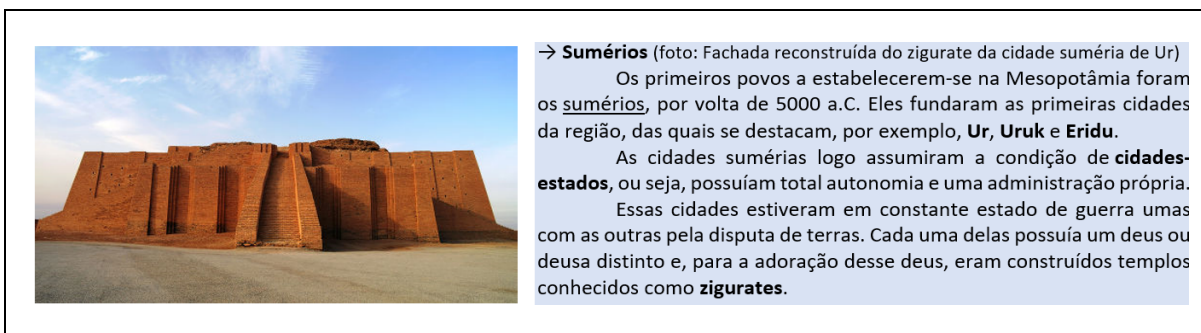 → Sumérios (foto: Fachada reconstruída do zigurate da cidade suméria de Ur)
Os primeiros povos a estabelecerem-se na Mesopotâmia foram
os sumérios, por volta de 5000 a.C. Eles fundaram as primeiras cidades
da região, das quais se destacam, por exemplo, Ur, Uruk e Eridu.
As cidades sumérias logo assumiram a condição de cidades-
estados, ou seja, possuíam total autonomia e uma administração própria.
Essas cidades estiveram em constante estado de guerra umas
com as outras pela disputa de terras. Cada uma delas possuía um deus ou
deusa distinto e, para a adoração desse deus, eram construídos templos
conhecidos como zigurates.